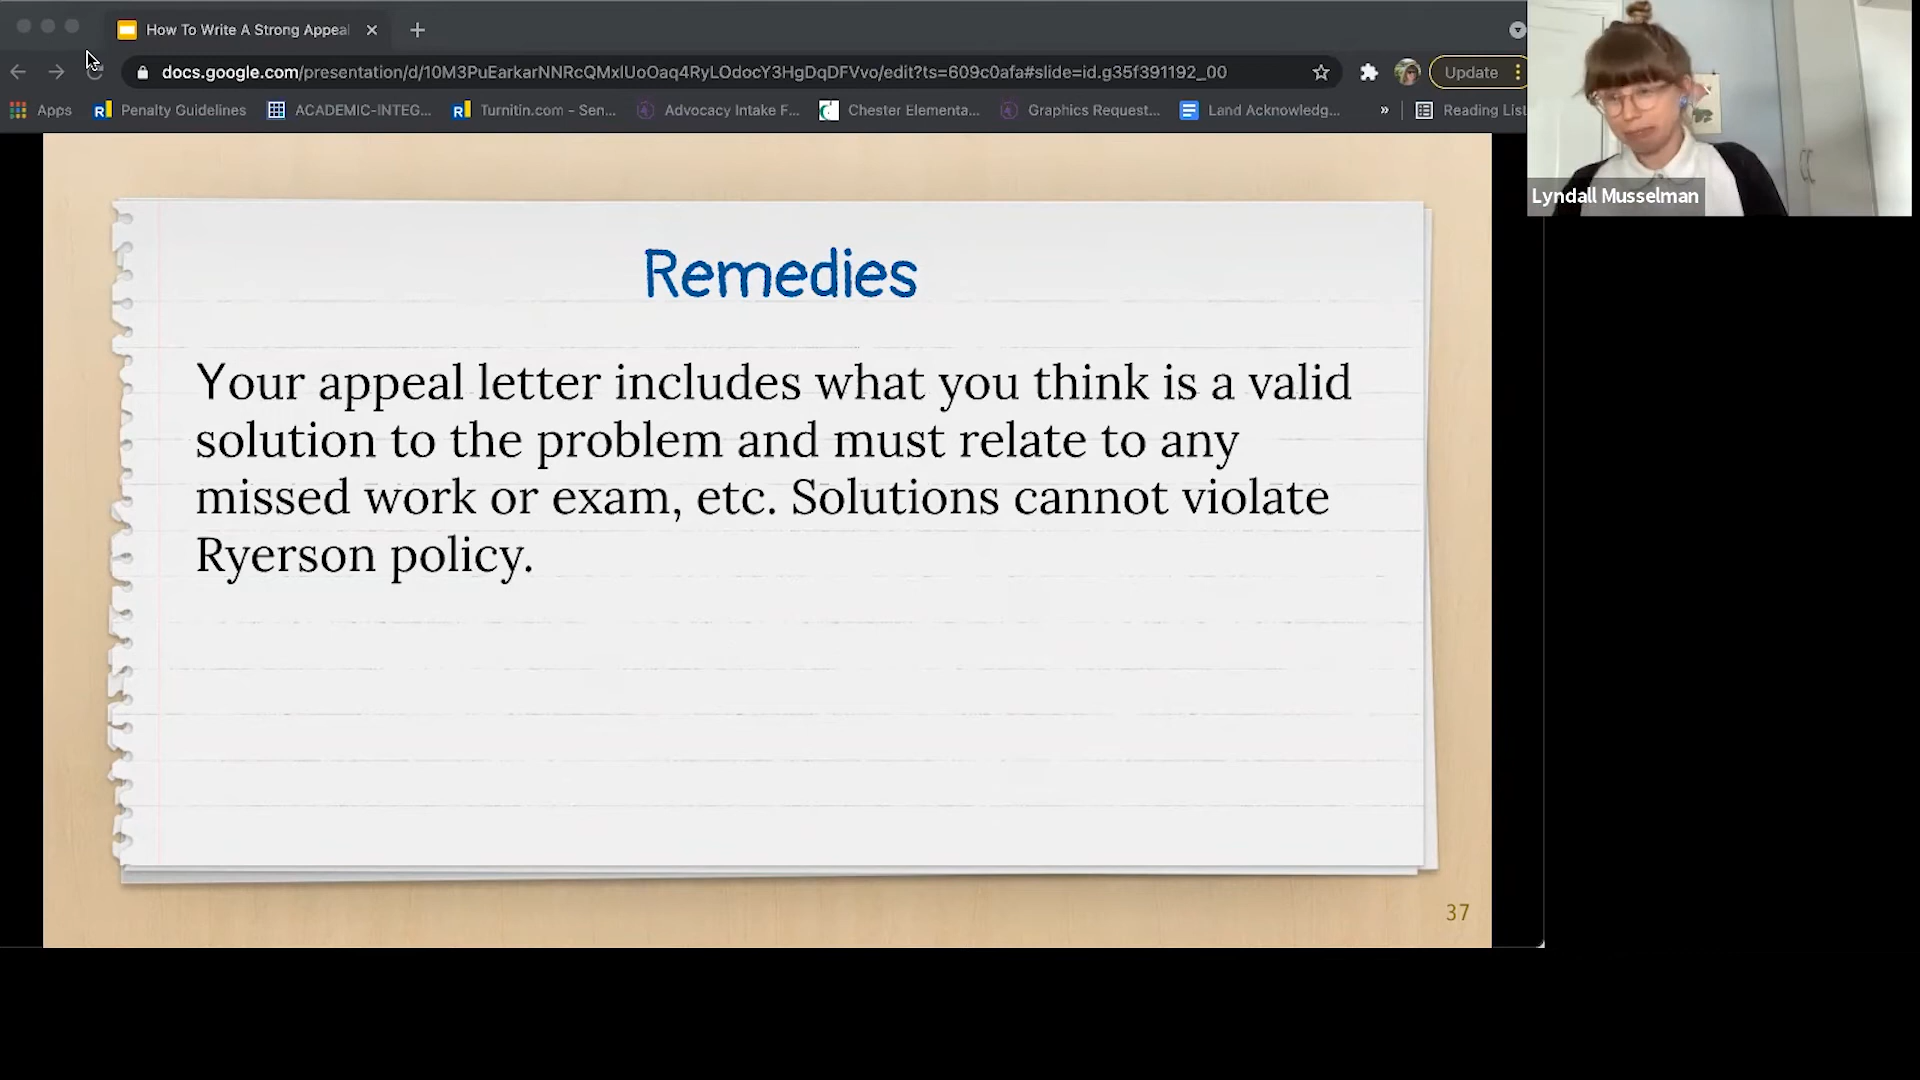 How To Write A Strong Appeal
docs.google.com/presentation/d/10M3PuEarkarNNRcQMxlUoOaq4RyLOdocY3HgDqDFVvo/edit?ts=609c0afa#slide=id.g35f391192_00
Update
Apps
Penalty Guidelines
ACADEMIC-INTEG...
Turnitin.com – Sen...
Advocacy Intake F...
Chester Elementa...
Graphics Request...
Land Acknowledg...
»
Reading List
Lyndall Musselman
Remedies
Your appeal letter includes what you think is a valid
solution to the problem and must relate to any
missed work or exam, etc. Solutions cannot violate
Ryerson policy.
37